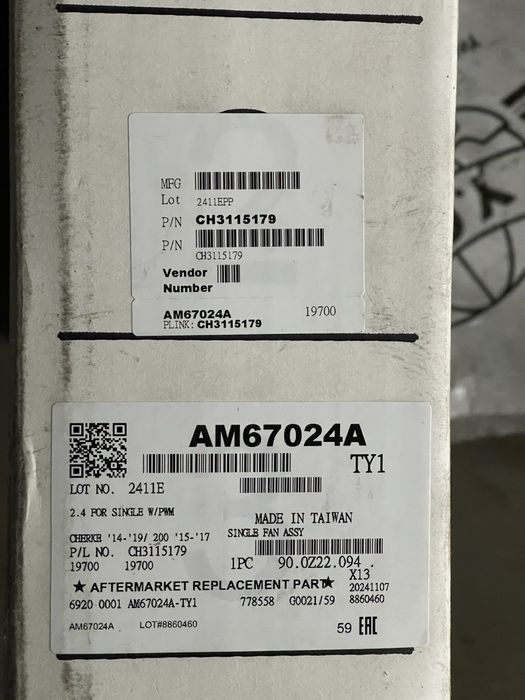 MFG
Lot 2411EPP
P/N CH3115179
P/N
CH3115179
Vendor
Number
AM67024A 19700
PLINK: CH3115179
AM67024A
TY1
LOT NO. 2411E
2.4 FOR SINGLE W/PWM
MADE IN TAIWAN
CHERKE '14-'19/ 200 '15-'17 SINGLE FAN ASSY
P/L NO. CH3115179
19700 19700 1PC 90.0Z22.094 .
★ AFTERMARKET REPLACEMENT PART★ X13
20241107
6920 0001 AM67024A-TY1 778558 G0021/59 8860460
AM67024A LOT#8860460 59 EAC